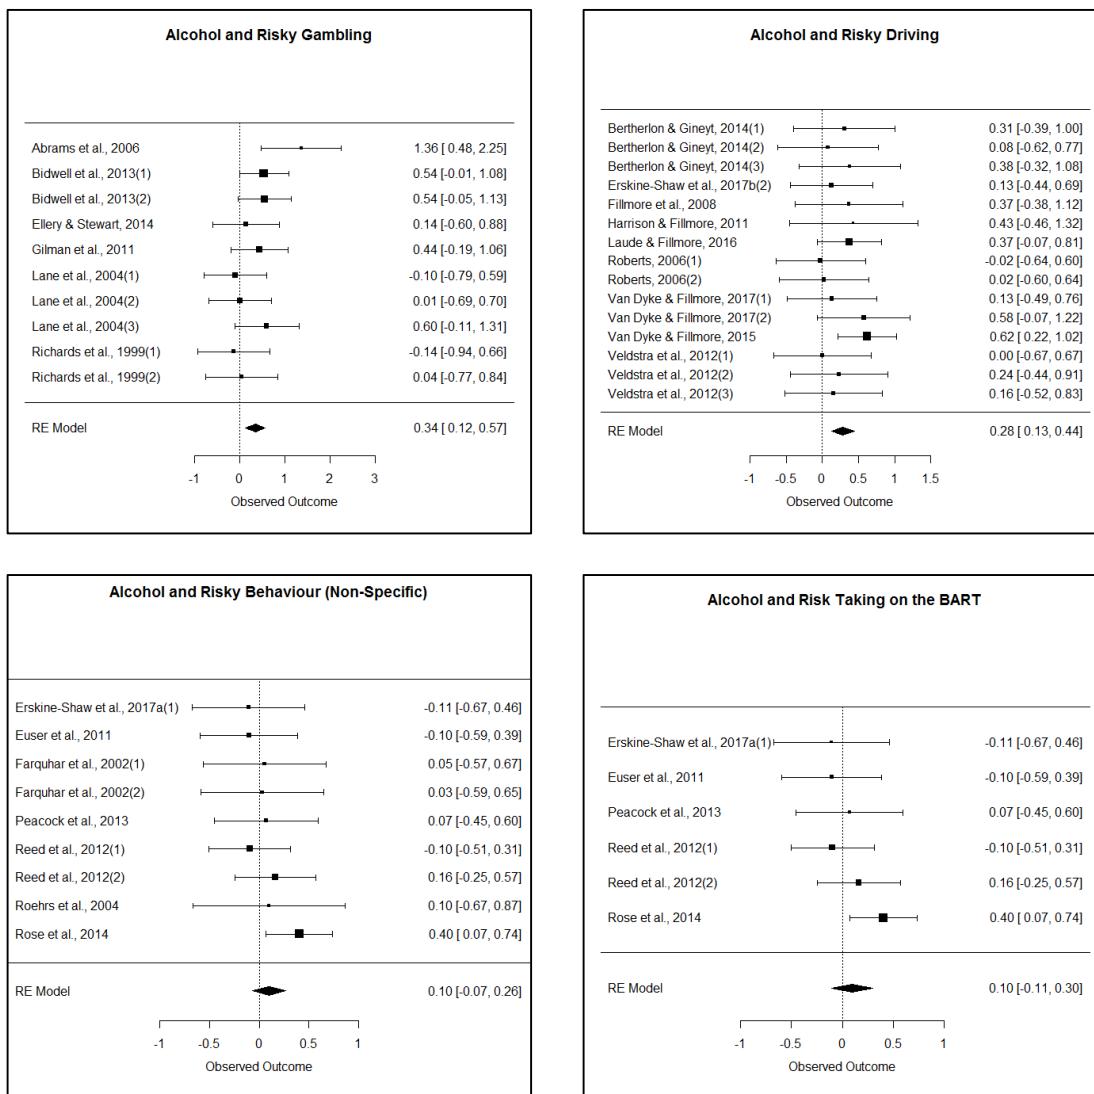 Alcohol and Risky Gambling
Abrams et al., 2006 1.36 [ 0.48, 2.25]
Bidwell et al., 2013(1) 0.54 [-0.01, 1.08]
Bidwell et al., 2013(2) 0.54 [-0.05, 1.13]
Ellery & Stewart, 2014 0.14 [-0.60, 0.88]
Gilman et al., 2011 0.44 [-0.19, 1.06]
Lane et al., 2004(1) -0.10 [-0.79, 0.59]
Lane et al., 2004(2) 0.01 [-0.69, 0.70]
Lane et al., 2004(3) 0.60 [-0.11, 1.31]
Richards et al., 1999(1) -0.14 [-0.94, 0.66]
Richards et al., 1999(2) 0.04 [-0.77, 0.84]
RE Model 0.34 [ 0.12, 0.57]
-1 0 1 2 3
Observed Outcome
Alcohol and Risky Driving
Bertherlon & Gineyt, 2014(1) 0.31 [-0.39, 1.00]
Bertherlon & Gineyt, 2014(2) 0.08 [-0.62, 0.77]
Bertherlon & Gineyt, 2014(3) 0.38 [-0.32, 1.08]
Erskine-Shaw et al., 2017b(2) 0.13 [-0.44, 0.69]
Fillmore et al., 2008 0.37 [-0.38, 1.12]
Harrison & Fillmore, 2011 0.43 [-0.46, 1.32]
Laude & Fillmore, 2016 0.37 [-0.07, 0.81]
Roberts, 2006(1) -0.02 [-0.64, 0.60]
Roberts, 2006(2) 0.02 [-0.60, 0.64]
Van Dyke & Fillmore, 2017(1) 0.13 [-0.49, 0.76]
Van Dyke & Fillmore, 2017(2) 0.58 [-0.07, 1.22]
Van Dyke & Fillmore, 2015 0.62 [ 0.22, 1.02]
Veldstra et al., 2012(1) 0.00 [-0.67, 0.67]
Veldstra et al., 2012(2) 0.24 [-0.44, 0.91]
Veldstra et al., 2012(3) 0.16 [-0.52, 0.83]
RE Model 0.28 [ 0.13, 0.44]
-1 -0.5 0 0.5 1 1.5
Observed Outcome
Alcohol and Risky Behaviour (Non-Specific)
Erskine-Shaw et al., 2017a(1) -0.11 [-0.67, 0.46]
Euser et al., 2011 -0.10 [-0.59, 0.39]
Farquhar et al., 2002(1) 0.05 [-0.57, 0.67]
Farquhar et al., 2002(2) 0.03 [-0.59, 0.65]
Peacock et al., 2013 0.07 [-0.45, 0.60]
Reed et al., 2012(1) -0.10 [-0.51, 0.31]
Reed et al., 2012(2) 0.16 [-0.25, 0.57]
Roehrs et al., 2004 0.10 [-0.67, 0.87]
Rose et al., 2014 0.40 [ 0.07, 0.74]
RE Model 0.10 [-0.07, 0.26]
-1 -0.5 0 0.5 1
Observed Outcome
Alcohol and Risk Taking on the BART
Erskine-Shaw et al., 2017a(1) -0.11 [-0.67, 0.46]
Euser et al., 2011 -0.10 [-0.59, 0.39]
Peacock et al., 2013 0.07 [-0.45, 0.60]
Reed et al., 2012(1) -0.10 [-0.51, 0.31]
Reed et al., 2012(2) 0.16 [-0.25, 0.57]
Rose et al., 2014 0.40 [ 0.07, 0.74]
RE Model 0.10 [-0.11, 0.30]
-1 -0.5 0 0.5 1
Observed Outcome